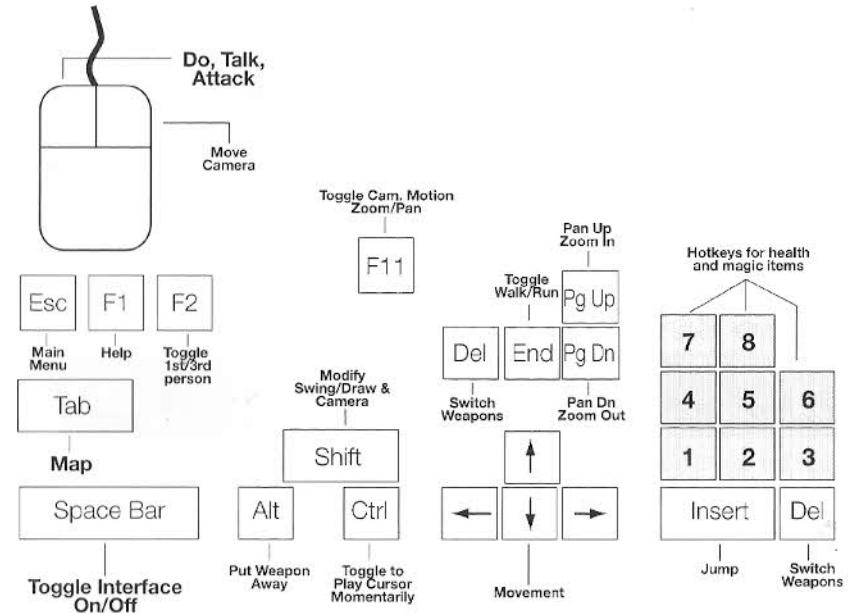 Do, Talk,
Attack
Move
Camera
Toggle Cam. Motion
Zoom/Pan
F11
Pan Up
Zoom In
Toggle
Walk/Run
Pg Up
Hotkeys for health
and magic items
Esc
F1
F2
Main
Menu
Help
Toggle
1st/3rd
person
Del
End
Pg Dn
Switch
Weapons
Pan Dn
Zoom Out
7
8
4
5
6
1
2
3
Tab
Map
Modify
Swing/Draw &
Camera
Shift
Space Bar
Alt
Ctrl
Insert
Del
Toggle Interface
On/Off
Put Weapon
Away
Toggle to
Play Cursor
Momentarily
Movement
Jump
Switch
Weapons